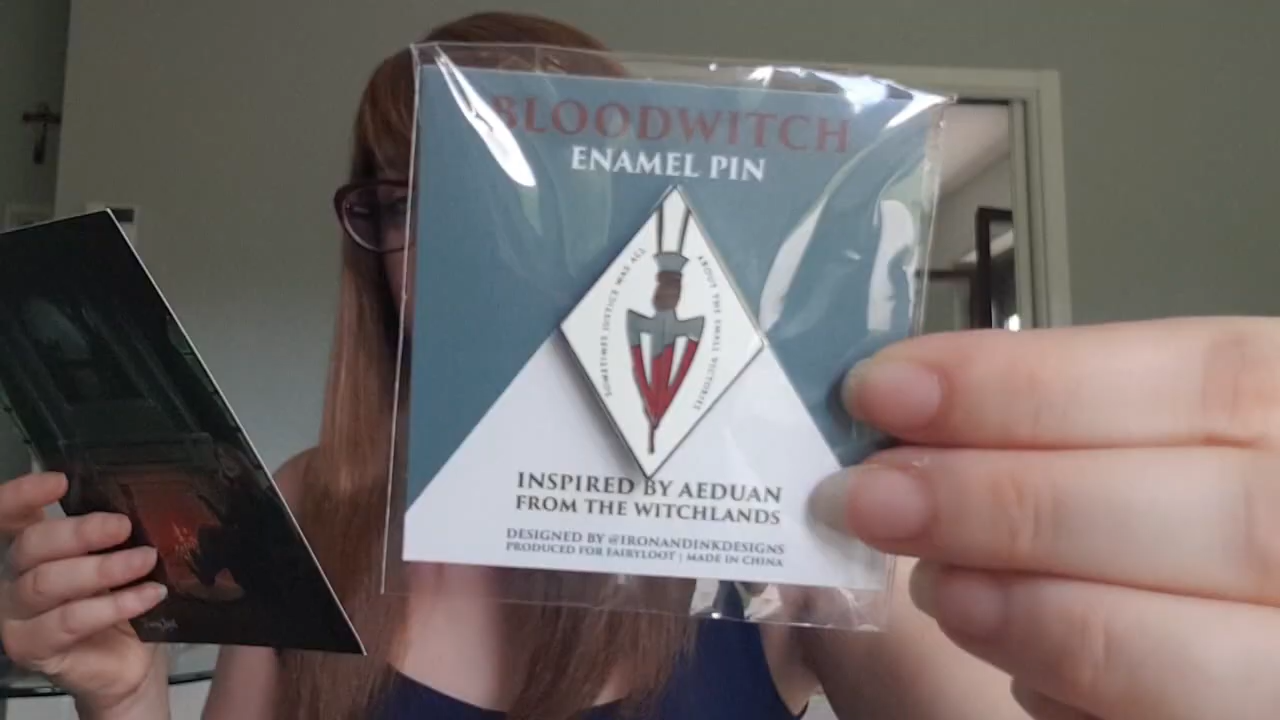 BLOODWITCH
ENAMEL PIN
SOMETIMES JUSTICE WAS ALL
ABOUT THE SMALL VICTORIES
INSPIRED BY AEDUAN
FROM THE WITCHLANDS
DESIGNED BY @IRONANDINKDESIGNS
PRODUCED FOR FAIRYLOOT | MADE IN CHINA